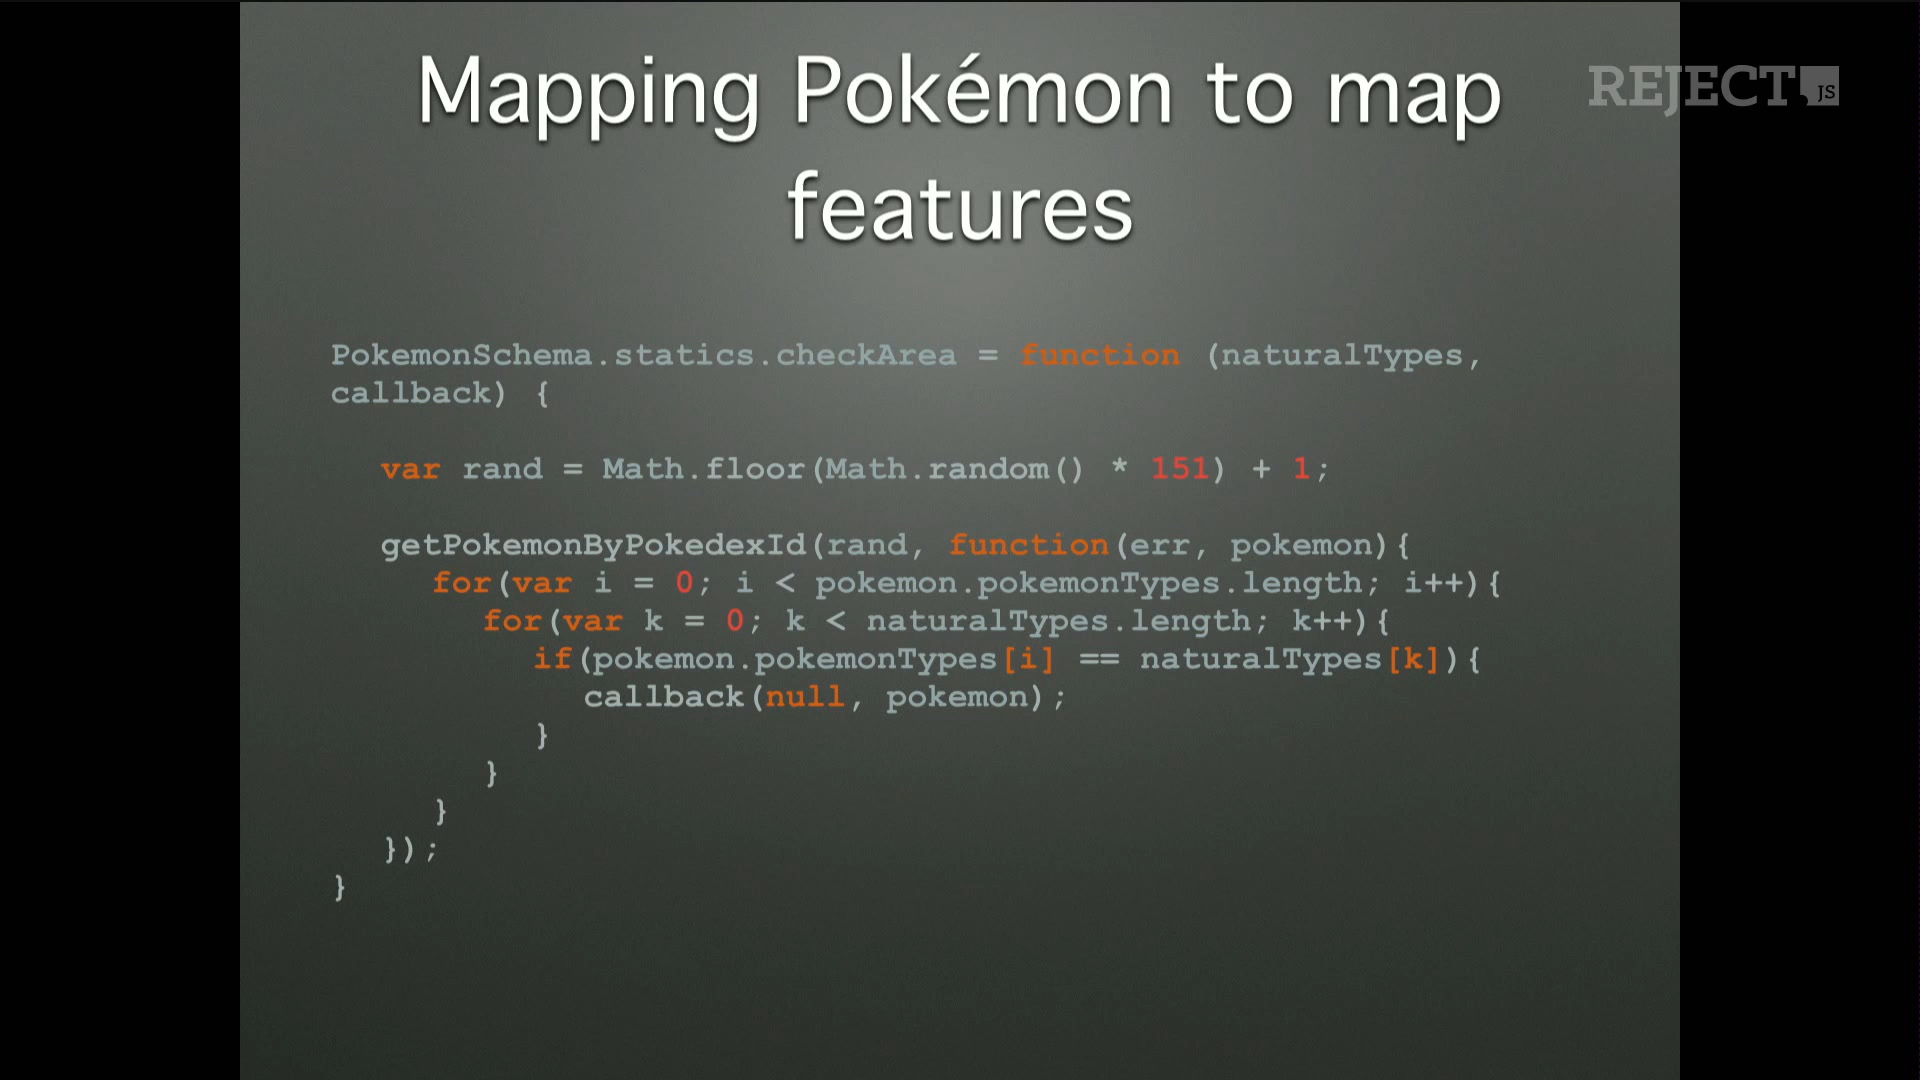 Mapping Pokémon to map
features
REJECT.JS
PokemonSchema.statics.checkArea = function (naturalTypes,
callback) {
var rand = Math.floor(Math.random() * 151) + 1;
getPokemonByPokedexId(rand, function(err, pokemon){
for(var i = 0; i < pokemon.pokemonTypes.length; i++){
for(var k = 0; k < naturalTypes.length; k++){
if(pokemon.pokemonTypes[i] == naturalTypes[k]){
callback(null, pokemon);
}
}
}
});
}